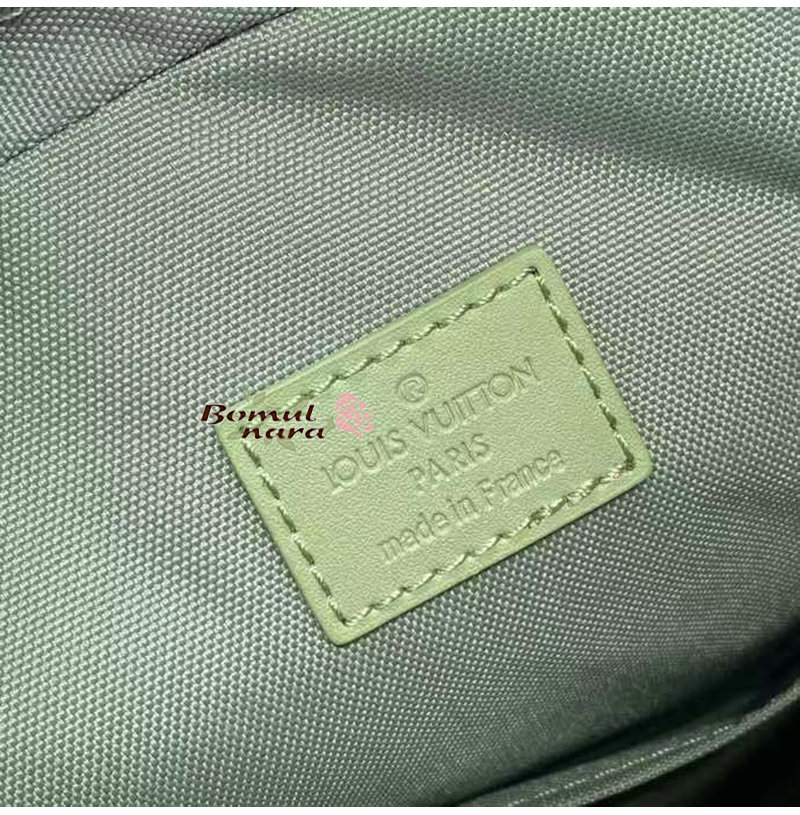 Bomul
nara
®
LOUIS VUITTON
PARIS
made in France